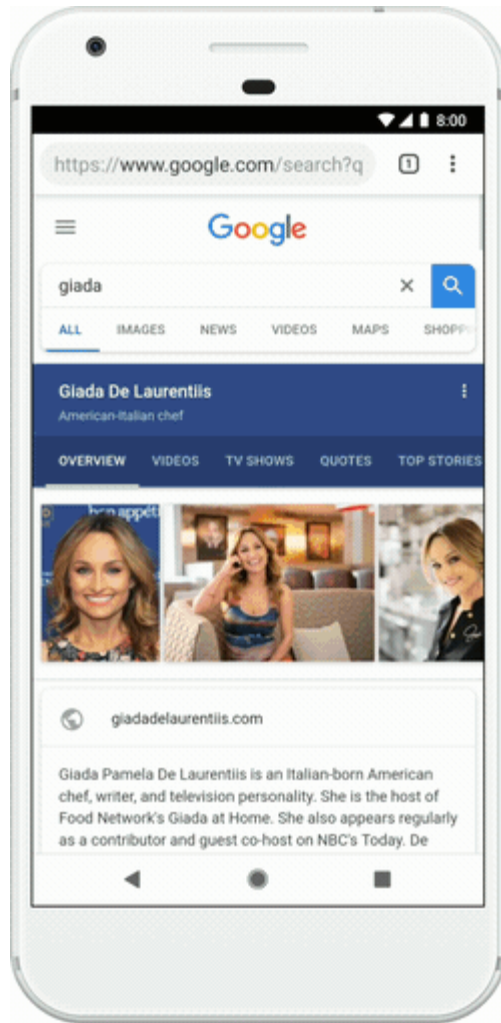 8:00
https://www.google.com/search?q
1
Google
giada
ALL IMAGES NEWS VIDEOS MAPS SHOPPI
Giada De Laurentiis
American-Italian chef
OVERVIEW VIDEOS TV SHOWS QUOTES TOP STORIES
bon appéti
giadadelaurentiis.com
Giada Pamela De Laurentiis is an Italian-born American
chef, writer, and television personality. She is the host of
Food Network's Giada at Home. She also appears regularly
as a contributor and guest co-host on NBC's Today. De